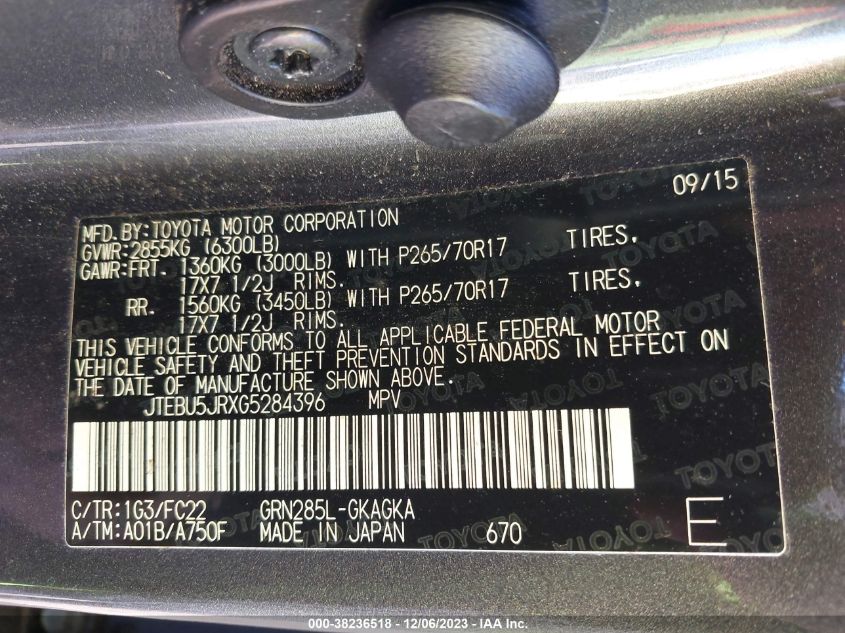 09/15
MFD.BY:TOYOTA MOTOR CORPORATION
GVWR:2855KG (6300LB)
GAWR:FRT. 1360KG (3000LB) WITH P265/70R17 TIRES.
17X7 1/2J RIMS.
RR. 1560KG (3450LB) WITH P265/70R17 TIRES.
17X7 1/2J RIMS.
THIS VEHICLE CONFORMS TO ALL APPLICABLE FEDERAL MOTOR
VEHICLE SAFETY AND THEFT PREVENTION STANDARDS IN EFFECT ON
THE DATE OF MANUFACTURE SHOWN ABOVE.
JTEBU5JRXG5284396 MPV
C/TR:1G3/FC22 GRN285L-GKAGKA
A/TM:A01B/A750F MADE IN JAPAN 670 E
000-38236518 - 12/06/2023 - IAA Inc.